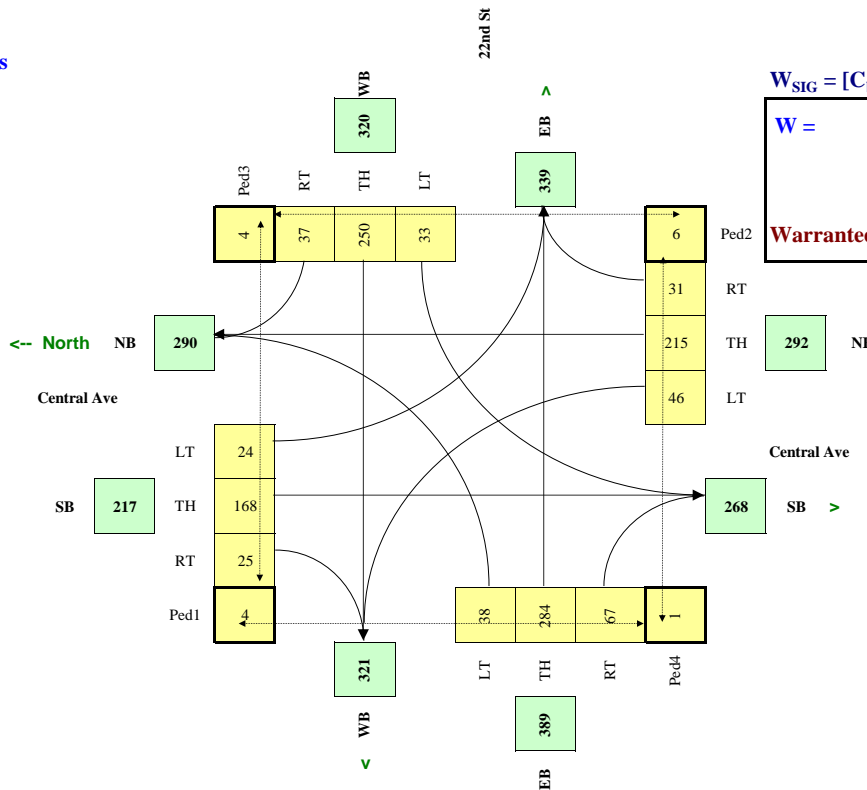 22nd St
s
W_SIG = [C
WB
320
^
EB
339
W =
Ped3
RT
TH
LT
4
37
250
33
6
Ped2
Warranted
31
RT
<-- North
NB
290
215
TH
292
Central Ave
46
LT
LT
24
Central Ave
SB
217
TH
168
268
SB
>
RT
25
Ped1
4
38
284
67
1
321
LT
TH
RT
Ped4
WB
389
v
EB